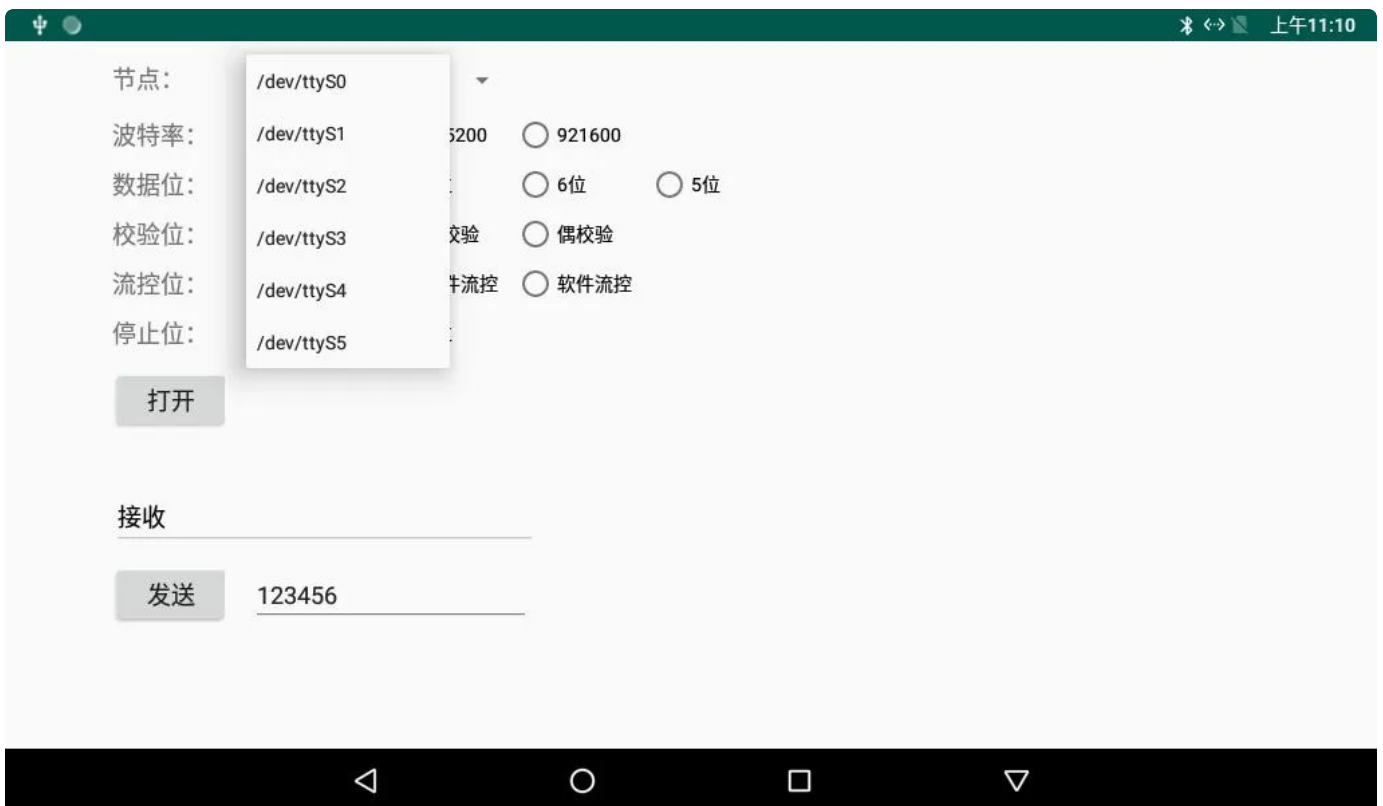 上午11:10
节点：
/dev/ttyS0
/dev/ttyS1
/dev/ttyS2
/dev/ttyS3
/dev/ttyS4
/dev/ttyS5
波特率：
5200 921600
数据位：
6位 5位
校验位：
校验 偶校验
流控位：
件流控 软件流控
停止位：
打开
接收
发送 123456